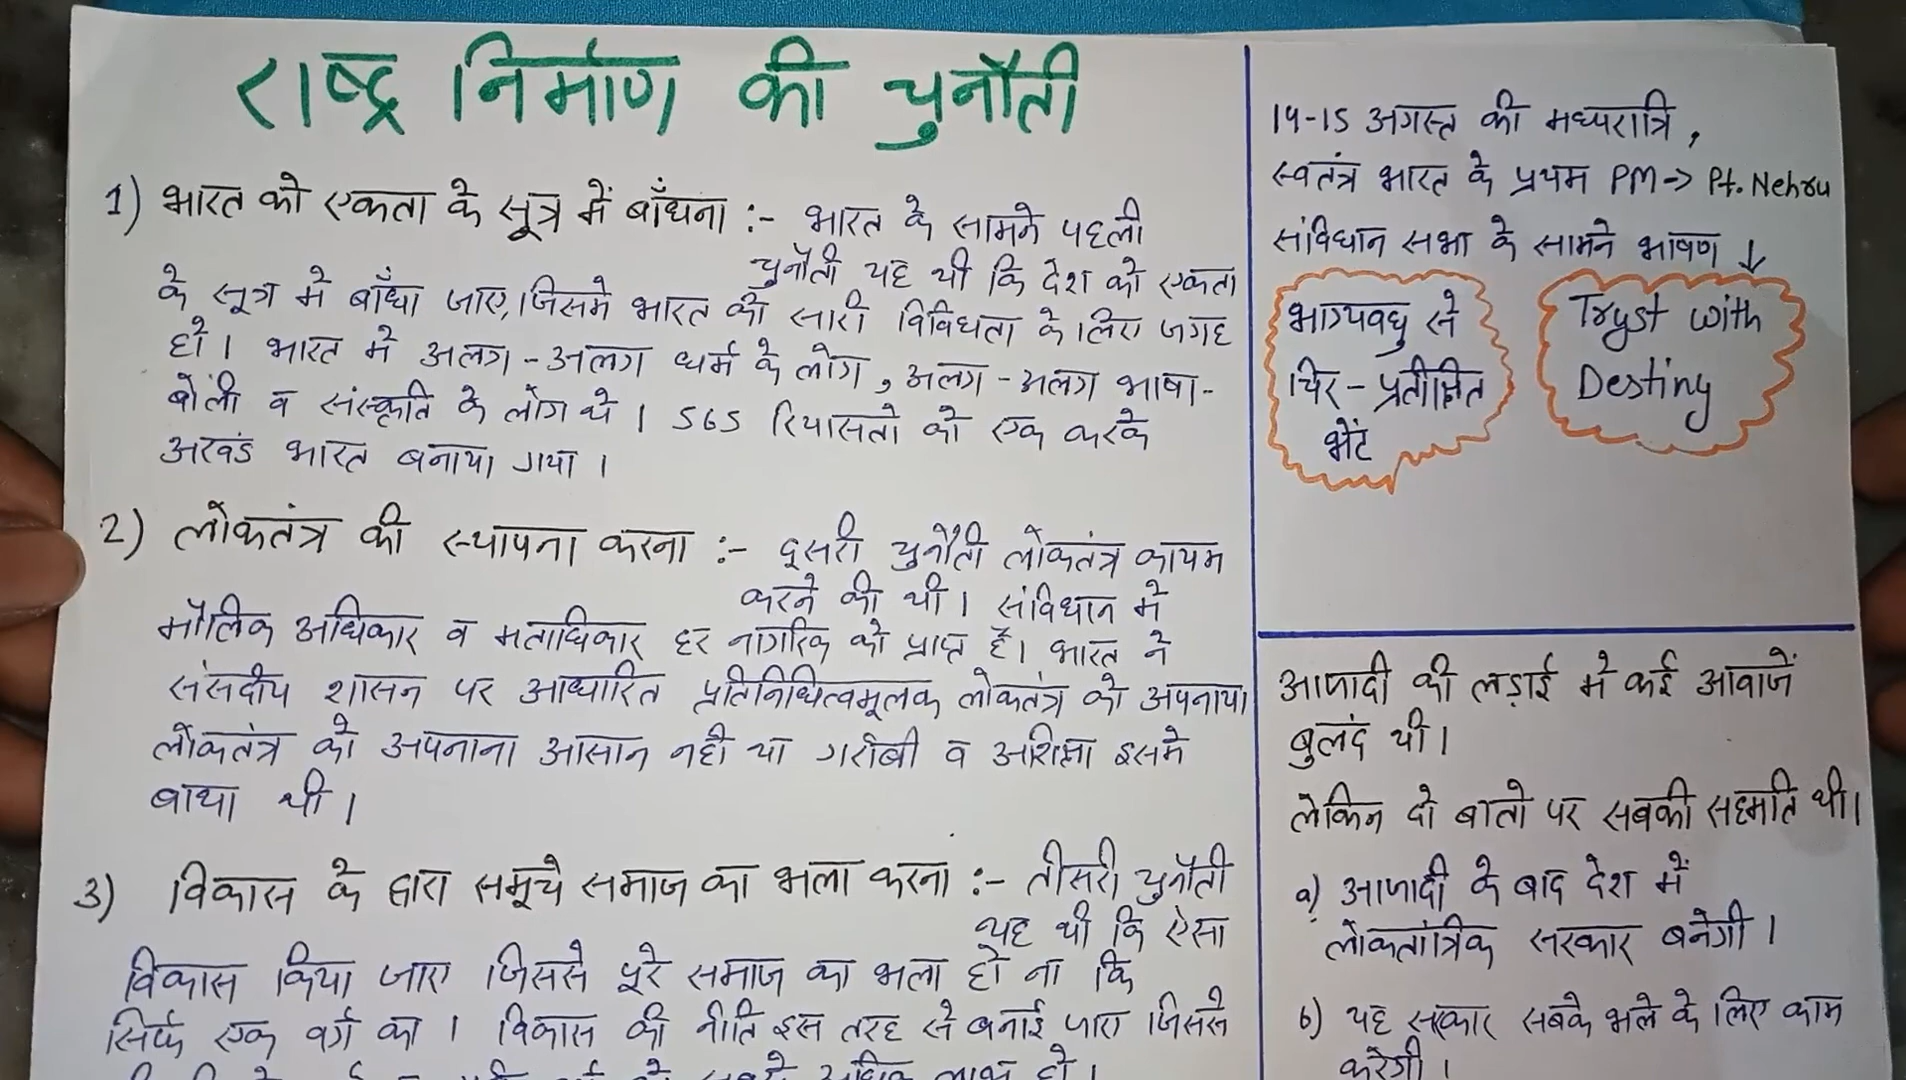 राष्ट्र निर्माण की चुनौती
1) भारत को एकता के सूत्र में बाँधना :- भारत के सामने पहली
चुनौती यह थी कि देश को एकता
के सूत्र मे बाँधा जाए, जिसमे भारत की सारी विविधता के लिए जगह
हो। भारत मे अलग-अलग धर्म के लोग, अलग-अलग भाषा-
बोली व संस्कृति के लोग थे। 565 रियासतो को एक करके
अखंड भारत बनाया गया।
2) लोकतंत्र की स्थापना करना :- दूसरी चुनौती लोकतंत्र कायम
करने की थी। संविधान मे
मौलिक अधिकार व मताधिकार हर नागरिक को प्राप्त है। भारत ने
संसदीय शासन पर आधारित प्रतिनिधित्वमूलक लोकतंत्र को अपनाया
लोकतंत्र को अपनाना आसान नही था गरीबी व अशिक्षा इसमे
बाधा थी।
3) विकास के द्वारा समूचे समाज का भला करना :- तीसरी चुनौती
यह थी कि ऐसा
विकास किया जाए जिससे पूरे समाज का भला हो ना कि
सिर्फ एक वर्ग का। विकास की नीति इस तरह से बनाई जाए जिससे
अधिक लाभ हो।
14-15 अगस्त की मध्यरात्रि,
स्वतंत्र भारत के प्रथम PM-> Pt. Nehru
संविधान सभा के सामने भाषण ↓
भाग्यवधु से
चिर-प्रतीक्षित
भेंट
Tryst with
Destiny
आजादी की लड़ाई मे कई आवाजें
बुलंद थी।
लेकिन दो बातो पर सबकी सहमति थी।
a) आजादी के बाद देश में
लोकतांत्रिक सरकार बनेगी।
b) यह सरकार सबके भले के लिए काम
करेगी।